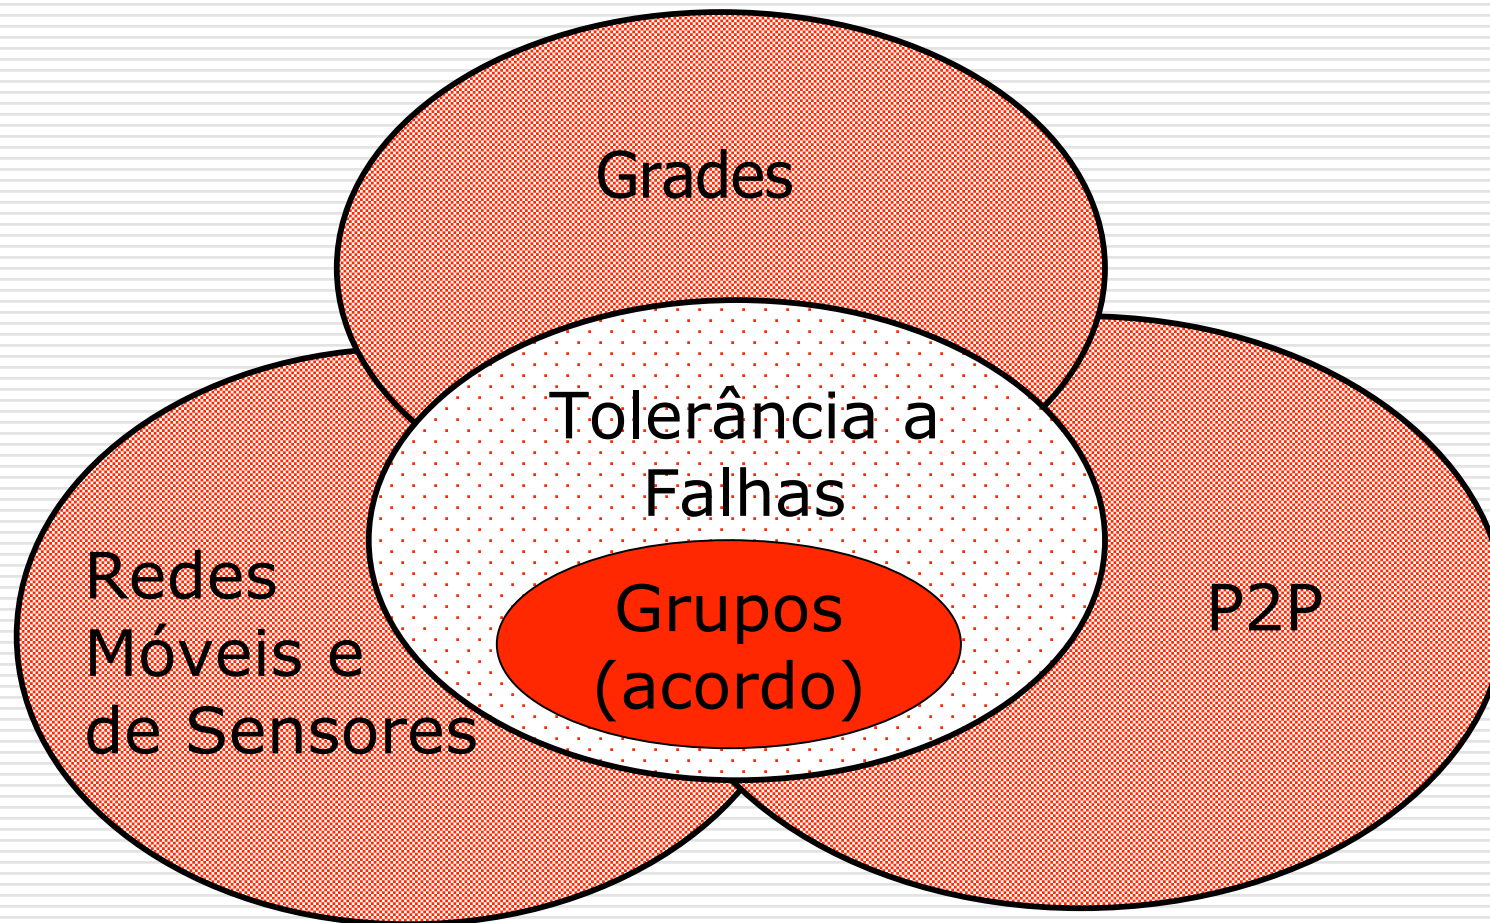 Grades
Tolerância a
Falhas
Redes
Móveis e
de Sensores
Grupos
(acordo)
P2P